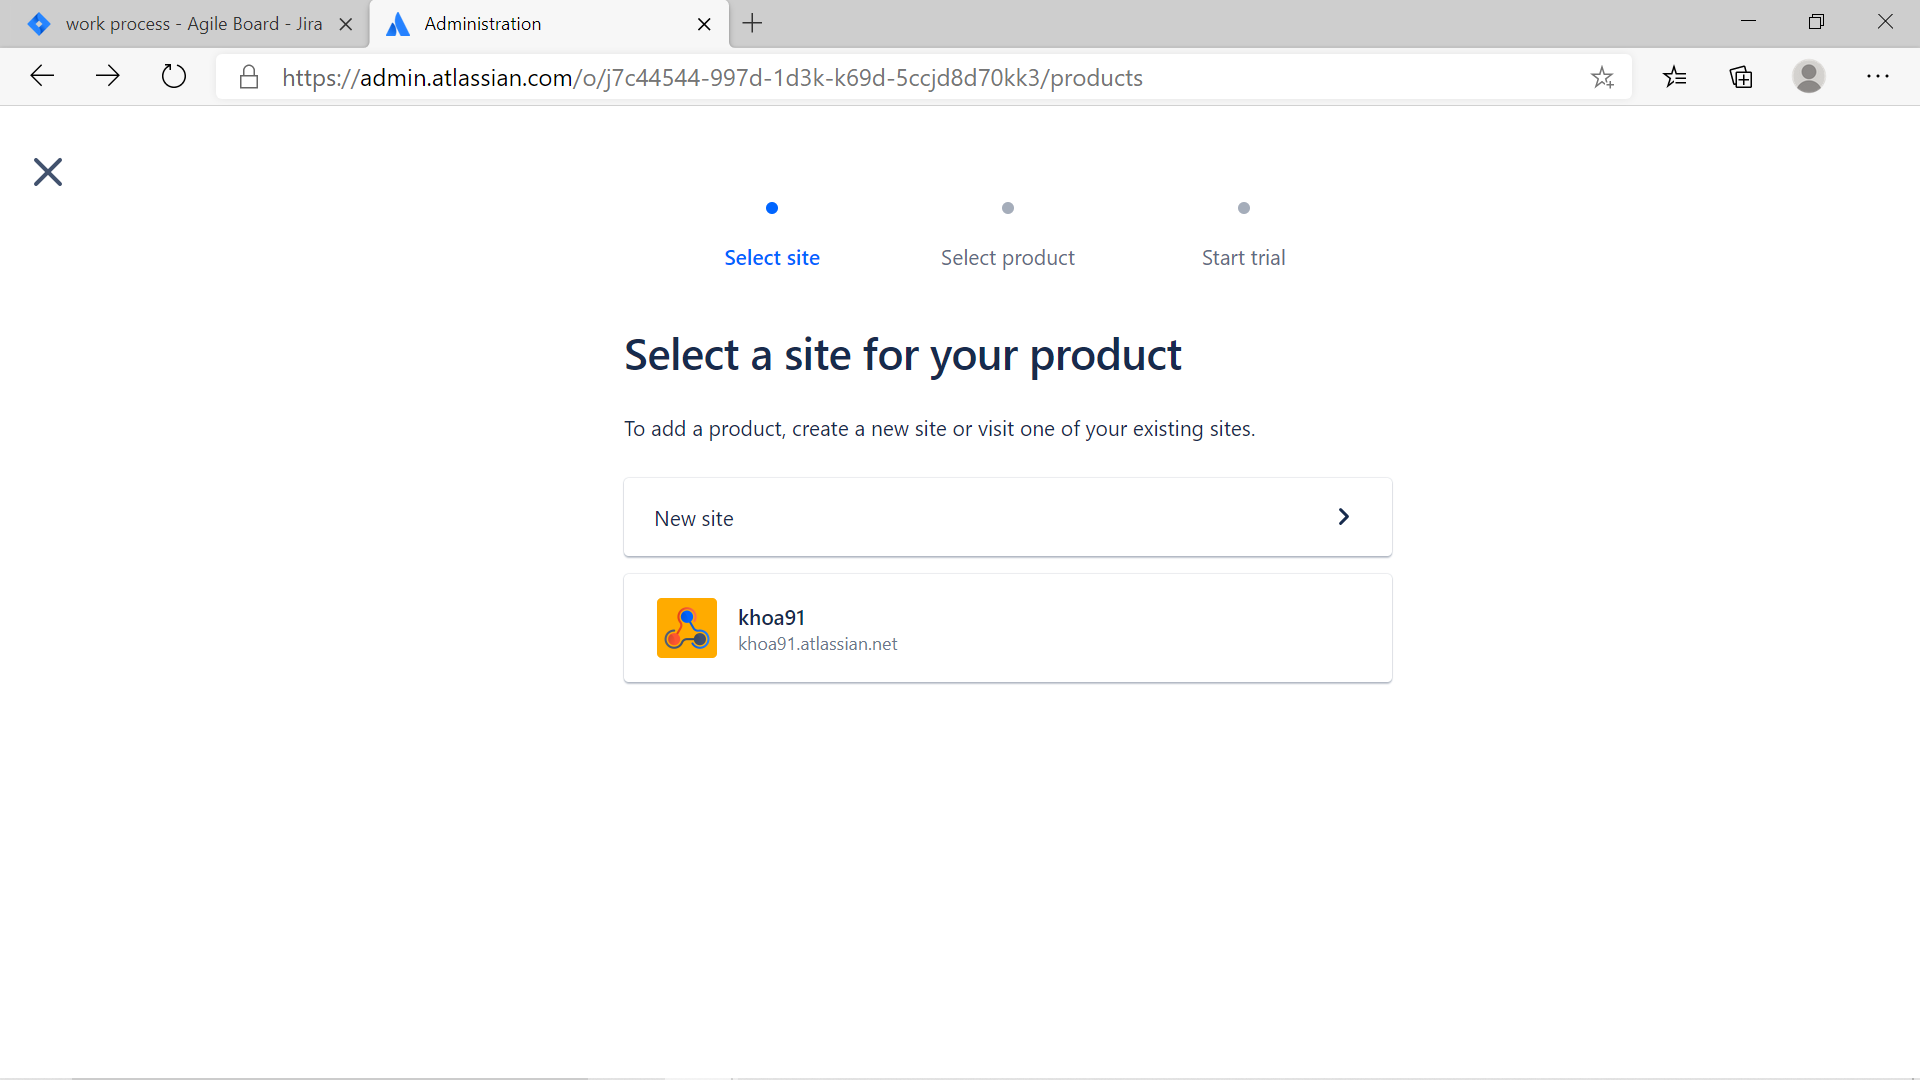 work process - Agile Board - Jira
Administration
https://admin.atlassian.com/o/j7c44544-997d-1d3k-k69d-5ccjd8d70kk3/products
Select site
Select product
Start trial
Select a site for your product
To add a product, create a new site or visit one of your existing sites.
New site
khoa91
khoa91.atlassian.net